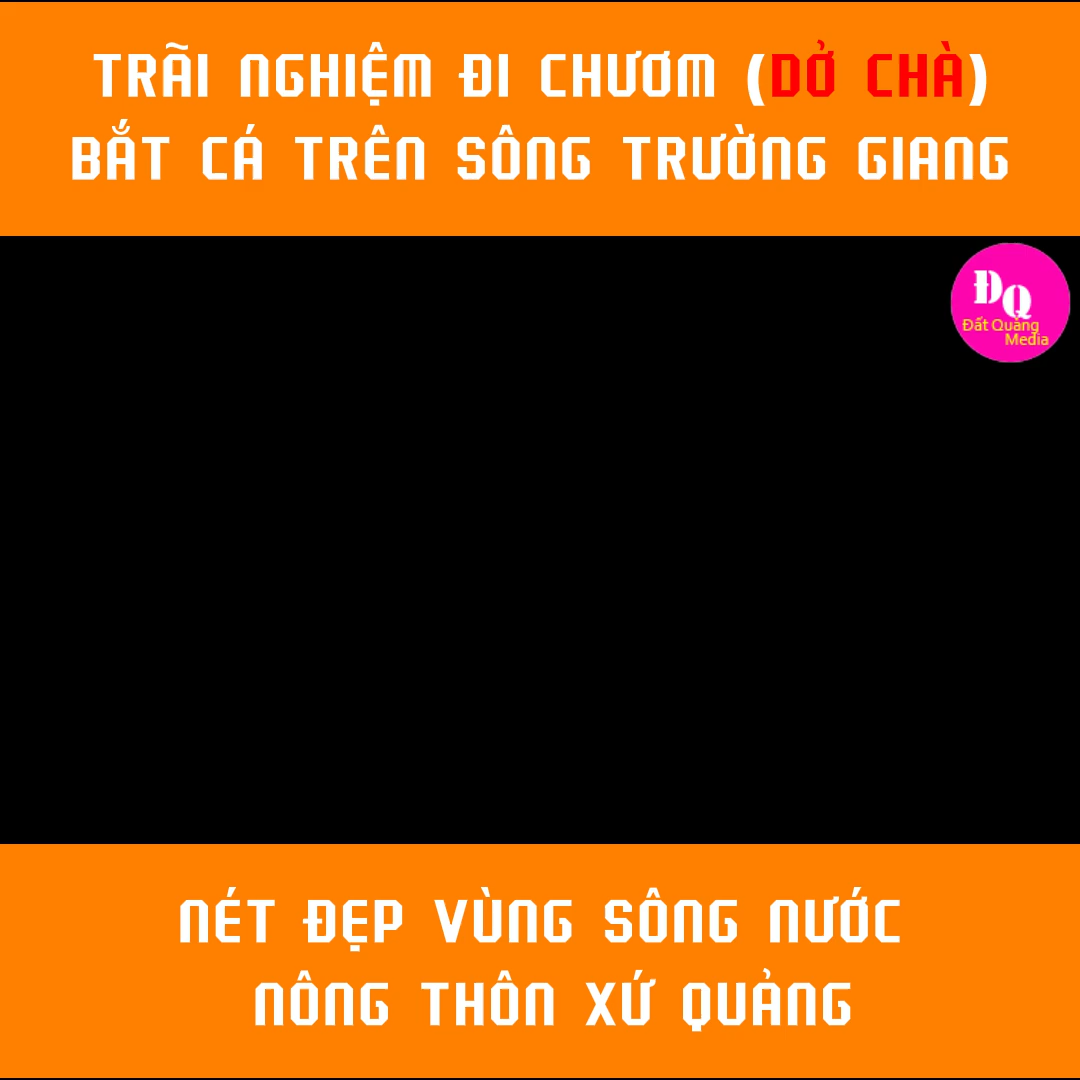 TRÃI NGHIỆM ĐI CHƯƠM (DỞ CHÀ)
BẮT CÁ TRÊN SÔNG TRƯỜNG GIANG
ĐQ
Đất Quảng
Media
NÉT ĐẸP VÙNG SÔNG NƯỚC
NÔNG THÔN XỨ QUẢNG